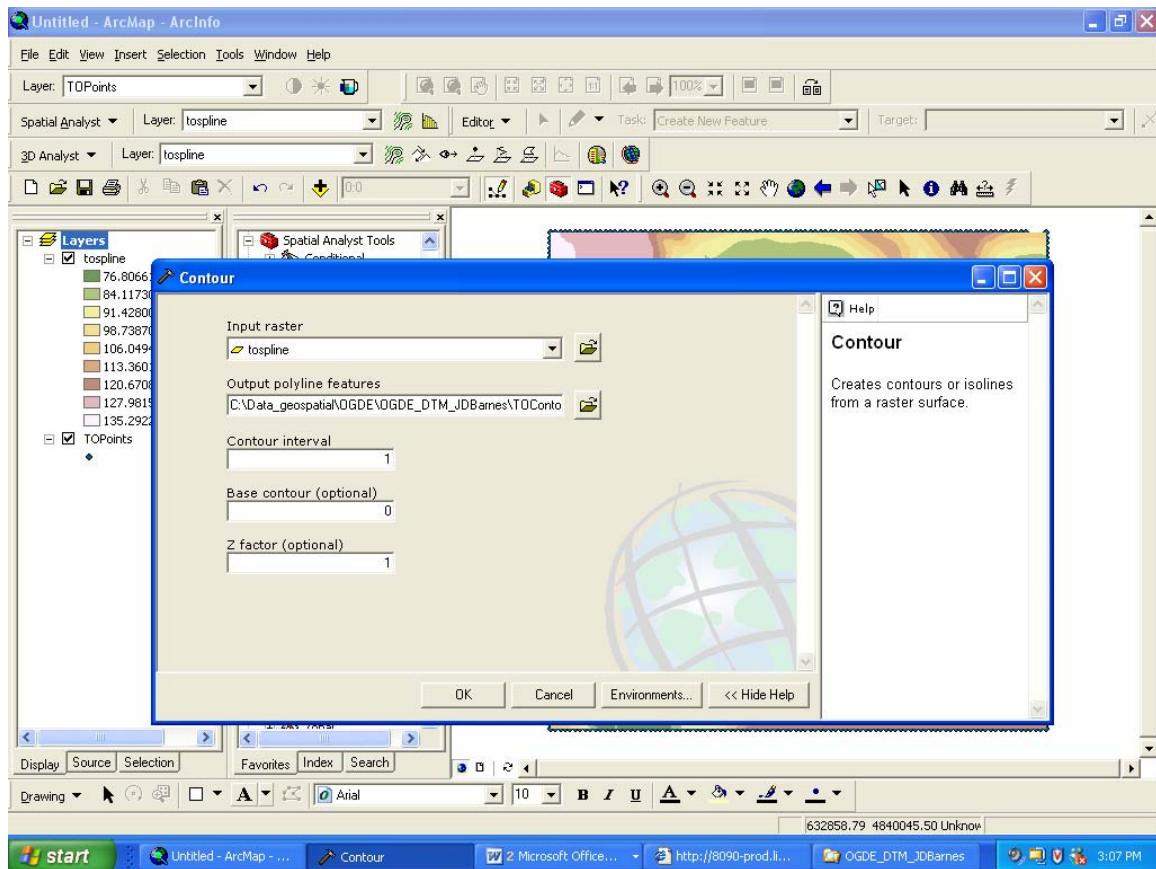 Untitled - ArcMap - ArcInfo
File Edit View Insert Selection Tools Window Help
Layer: TOPoints 100%
Spatial Analyst Layer: tospline Editor Task: Create New Feature Target:
3D Analyst Layer: tospline
0:0
Layers
tospline
76.8066
84.1173
91.4280
98.7387
106.049
113.360
120.670
127.981
135.292
TOPoints
Spatial Analyst Tools
Conditional
Contour
Input raster
tospline
Output polyline features
C:\Data_geospatial\OGDE\OGDE_DTM_JDBarnes\TOConto
Contour interval
1
Base contour (optional)
0
Z factor (optional)
1
OK Cancel Environments... << Hide Help
Help
Contour
Creates contours or isolines
from a raster surface.
Display Source Selection
Favorites Index Search
Drawing A Arial 10 B I U A
632858.79 4840045.50 Unknow
start Untitled - ArcMap - ... Contour 2 Microsoft Office... http://8090-prod.li... OGDE_DTM_JDBarnes 3:07 PM